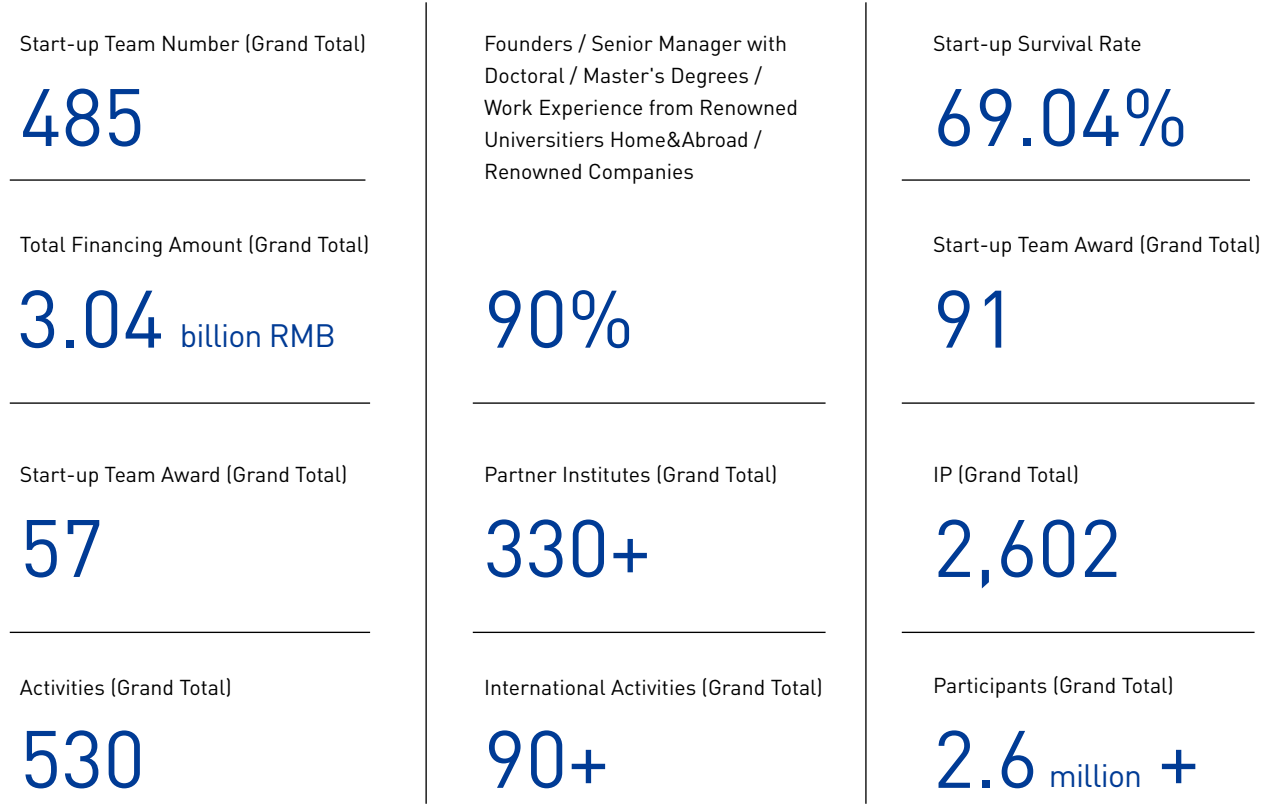 Start-up Team Number (Grand Total)
485
Total Financing Amount (Grand Total)
3.04 billion RMB
Start-up Team Award (Grand Total)
57
Activities (Grand Total)
530
Founders / Senior Manager with
Doctoral / Master's Degrees /
Work Experience from Renowned
Universitiers Home&Abroad /
Renowned Companies
90%
Partner Institutes (Grand Total)
330+
International Activities (Grand Total)
90+
Start-up Survival Rate
69.04%
Start-up Team Award (Grand Total)
91
IP (Grand Total)
2,602
Participants (Grand Total)
2.6 million +